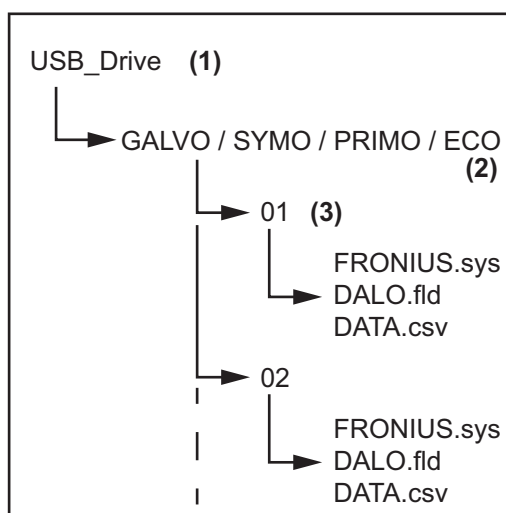 USB_Drive (1)
GALVO / SYMO / PRIMO / ECO
(2)
01 (3)
FRONIUS.sys
DALO.fld
DATA.csv
02
FRONIUS.sys
DALO.fld
DATA.csv